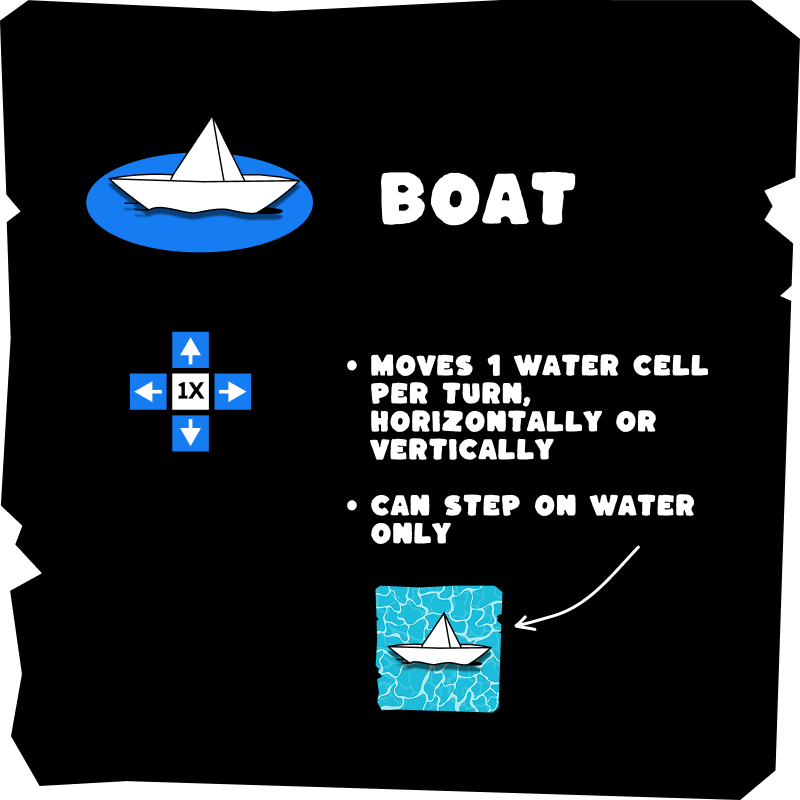 BOAT
1X
• MOVES 1 WATER CELL
PER TURN,
HORIZONTALLY OR
VERTICALLY
• CAN STEP ON WATER
ONLY